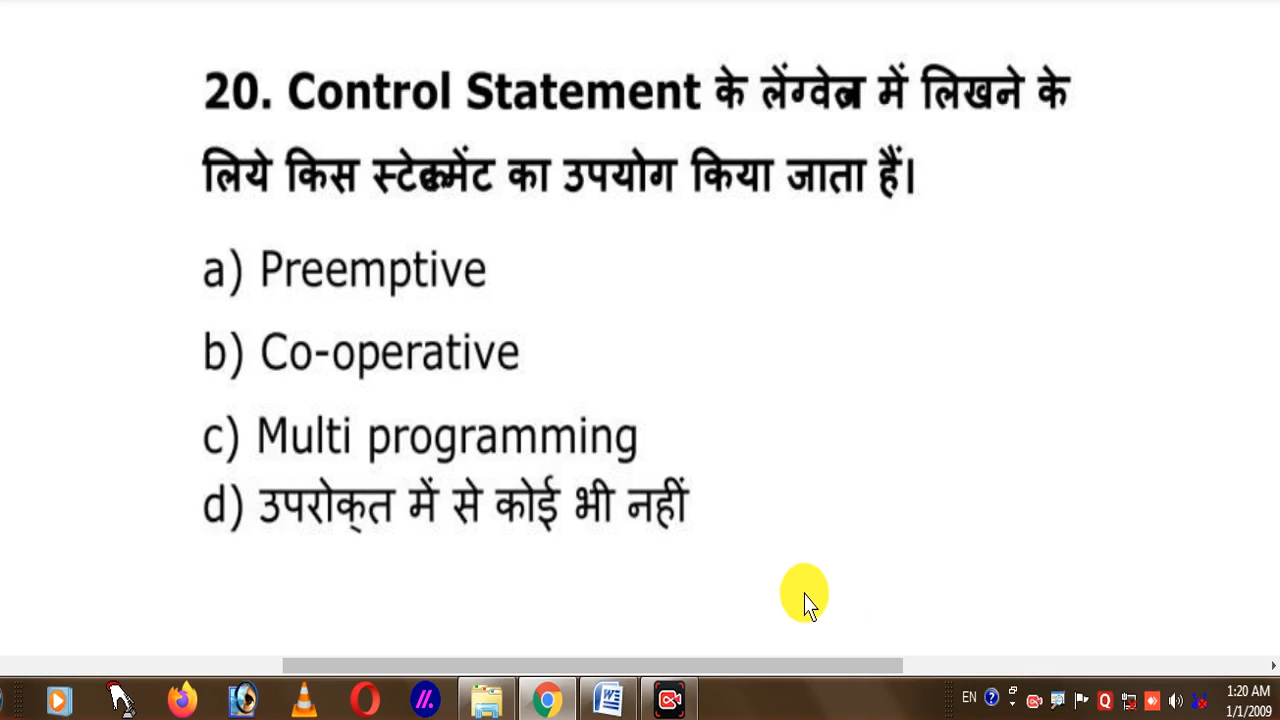 20. Control Statement के लेंग्वेल में लिखने के
लिये किस का उपयोग किया जाता हैं।
a) Preemptive
b) Co-operative
c) Multi programming
d) उपरोक्त में से कोई भी नहीं
EN
1:20 AM
1/1/2009